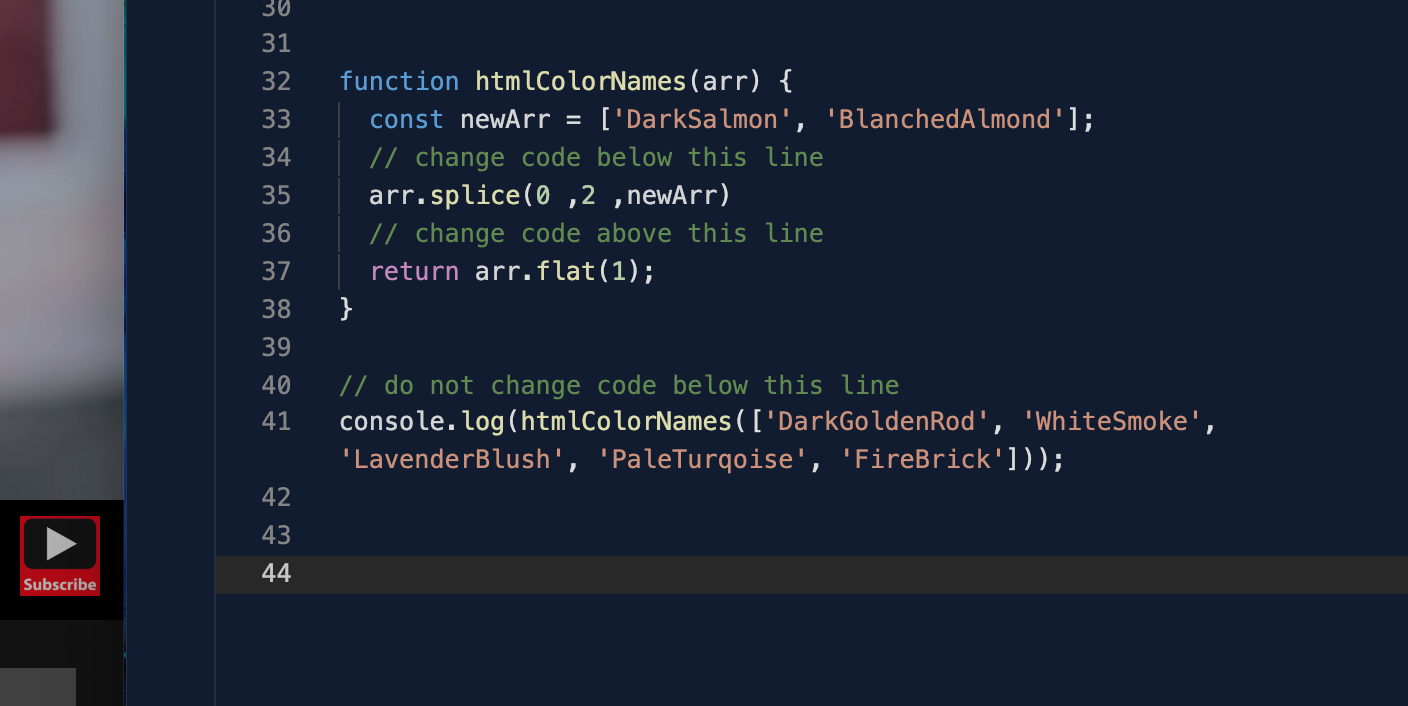 30
31
32 function htmlColorNames(arr) {
33 const newArr = ['DarkSalmon', 'BlanchedAlmond'];
34 // change code below this line
35 arr.splice(0 ,2 ,newArr)
36 // change code above this line
37 return arr.flat(1);
38 }
39
40 // do not change code below this line
41 console.log(htmlColorNames(['DarkGoldenRod', 'WhiteSmoke',
'LavenderBlush', 'PaleTurqoise', 'FireBrick']));
42
43
44
Subscribe